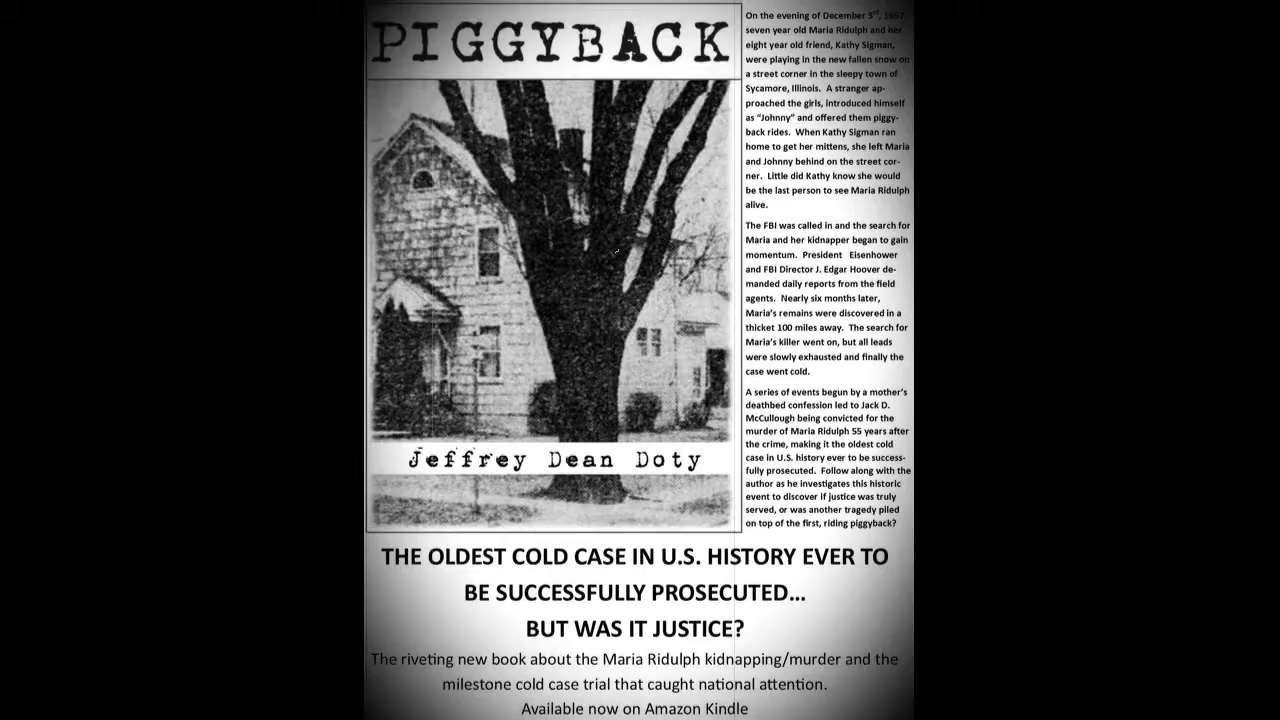 PIGGYBACK
Jeffrey Dean Doty
On the evening of December 3rd, 1957
seven year old Maria Ridulph and her
eight year old friend, Kathy Sigman,
were playing in the new fallen snow on
a street corner in the sleepy town of
Sycamore, Illinois. A stranger ap-
proached the girls, introduced himself
as “Johnny” and offered them piggy-
back rides. When Kathy Sigman ran
home to get her mittens, she left Maria
and Johnny behind on the street cor-
ner. Little did Kathy know she would
be the last person to see Maria Ridulph
alive.
The FBI was called in and the search for
Maria and her kidnapper began to gain
momentum. President Eisenhower
and FBI Director J. Edgar Hoover de-
manded daily reports from the field
agents. Nearly six months later,
Maria’s remains were discovered in a
thicket 100 miles away. The search for
Maria’s killer went on, but all leads
were slowly exhausted and finally the
case went cold.
A series of events begun by a mother’s
deathbed confession led to Jack D.
McCullough being convicted for the
murder of Maria Ridulph 55 years after
the crime, making it the oldest cold
case in U.S. history ever to be success-
fully prosecuted. Follow along with the
author as he investigates this historic
event to discover if justice was truly
served, or was another tragedy piled
on top of the first, riding piggyback?
THE OLDEST COLD CASE IN U.S. HISTORY EVER TO
BE SUCCESSFULLY PROSECUTED...
BUT WAS IT JUSTICE?
The riveting new book about the Maria Ridulph kidnapping/murder and the
milestone cold case trial that caught national attention.
Available now on Amazon Kindle